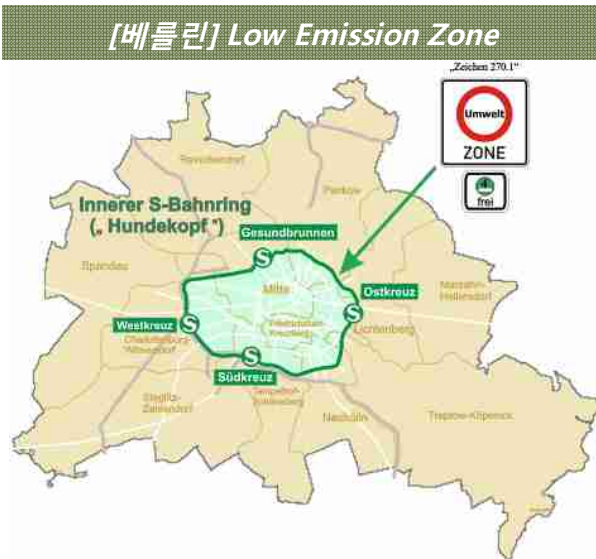 [베를린] Low Emission Zone
„Zeichen 270.1“
Umwelt
ZONE
4
frei
Reinickendorf
Pankow
Innerer S-Bahnring
(„ Hundekopf “)
Gesundbrunnen
S
Spandau
Mitte
Ostkreuz
S
Marzahn-
Hellersdorf
Friedrichshain
Kreuzberg
Lichtenberg
Westkreuz
S
Charlottenburg-
Wilmersdorf
S
Südkreuz
Steglitz-
Zehlendorf
Tempelhof-
Schöneberg
Neukölln
Treptow-Köpenick